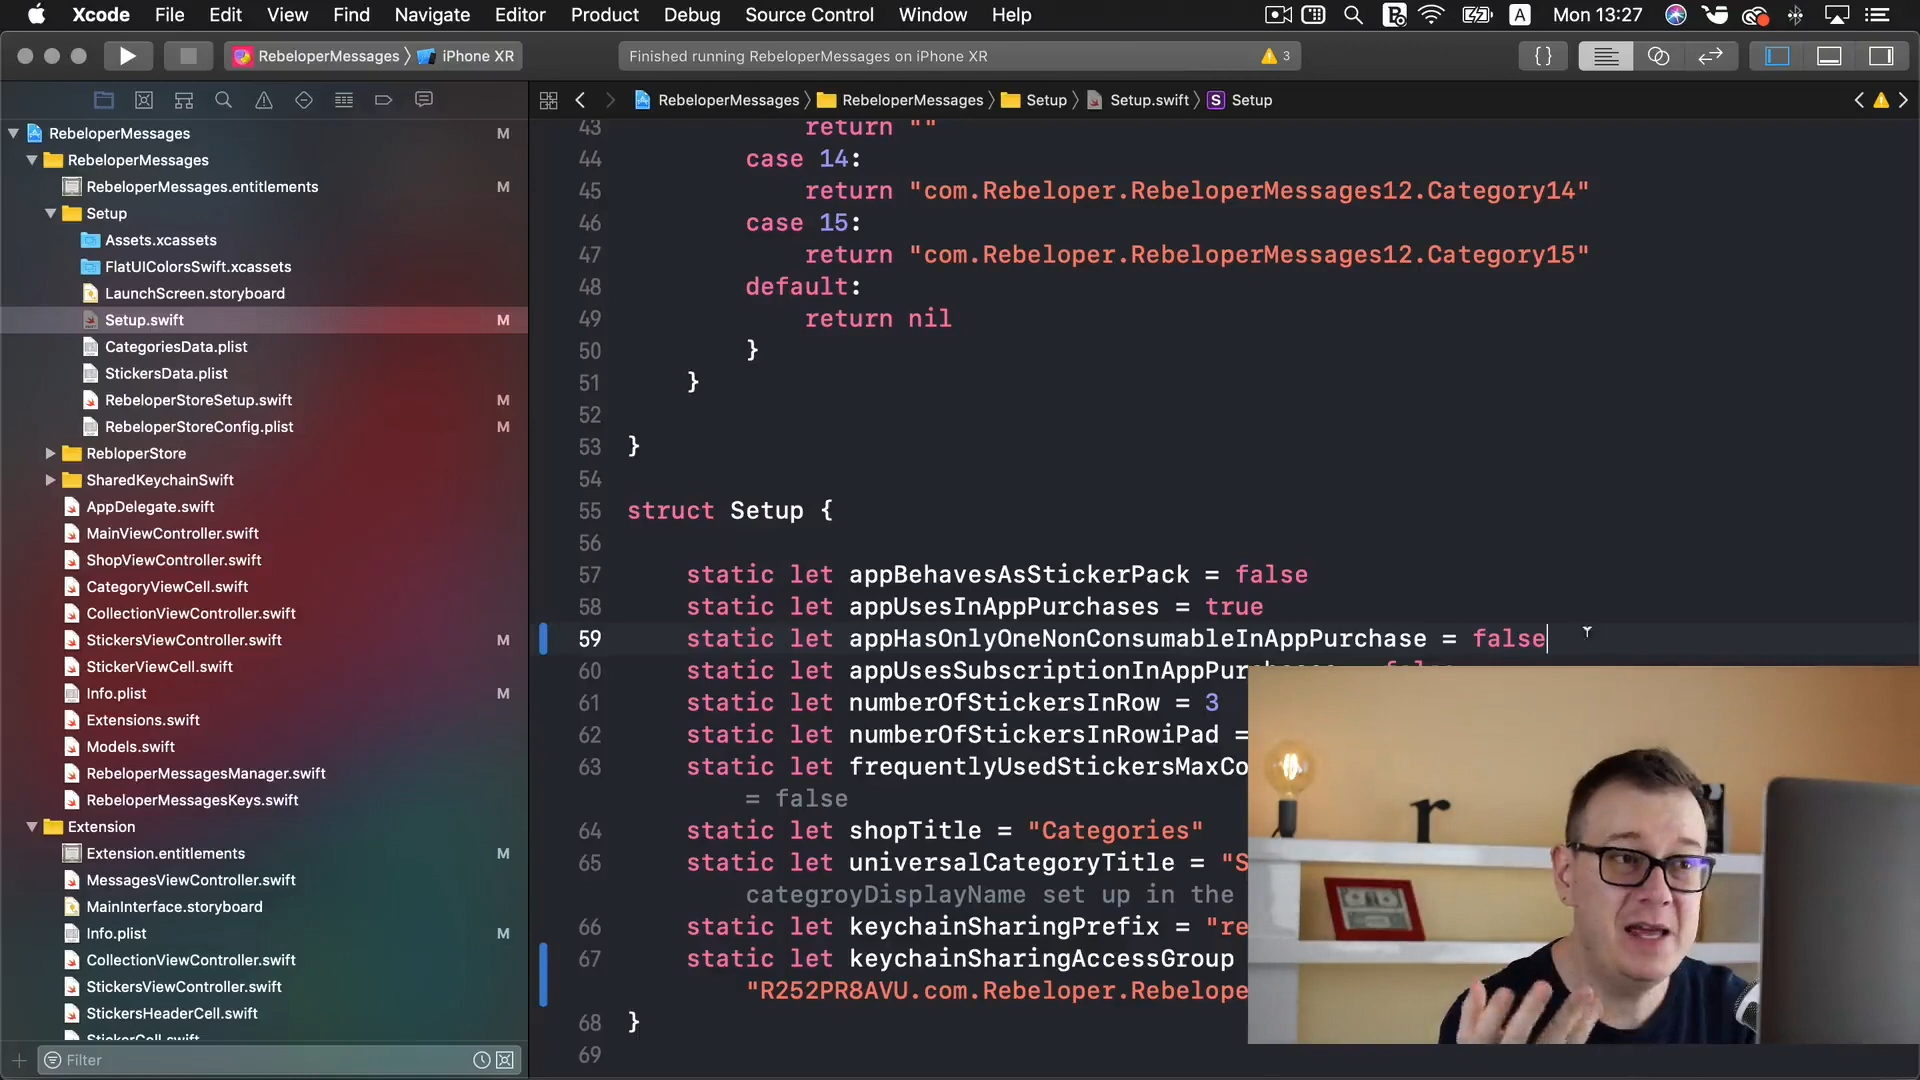 Xcode File Edit View Find Navigate Editor Product Debug Source Control Window Help A Mon 13:27
RebeloperMessages iPhone XR Finished running RebeloperMessages on iPhone XR 3 {}
RebeloperMessages RebeloperMessages Setup Setup.swift S Setup
RebeloperMessages M
RebeloperMessages
RebeloperMessages.entitlements M
Setup
Assets.xcassets
FlatUIColorsSwift.xcassets
LaunchScreen.storyboard
Setup.swift M
CategoriesData.plist
StickersData.plist
RebeloperStoreSetup.swift M
RebeloperStoreConfig.plist M
RebloperStore
SharedKeychainSwift
AppDelegate.swift
MainViewController.swift
ShopViewController.swift
CategoryViewCell.swift
CollectionViewController.swift
StickersViewController.swift M
StickerViewCell.swift
Info.plist M
Extensions.swift
Models.swift
RebeloperMessagesManager.swift
RebeloperMessagesKeys.swift
Extension
Extension.entitlements M
MessagesViewController.swift
MainInterface.storyboard
Info.plist M
CollectionViewController.swift
StickersViewController.swift
StickersHeaderCell.swift
StickerCell.swift
Filter
43 return ""
44 case 14:
45 return "com.Rebeloper.RebeloperMessages12.Category14"
46 case 15:
47 return "com.Rebeloper.RebeloperMessages12.Category15"
48 default:
49 return nil
50 }
51 }
52
53 }
54
55 struct Setup {
56
57 static let appBehavesAsStickerPack = false
58 static let appUsesInAppPurchases = true
59 static let appHasOnlyOneNonConsumableInAppPurchase = false
60 static let appUsesSubscriptionInAppPur
61 static let numberOfStickersInRow = 3
62 static let numberOfStickersInRowiPad =
63 static let frequentlyUsedStickersMaxCo
= false
64 static let shopTitle = "Categories"
65 static let universalCategoryTitle = "S
categroyDisplayName set up in the
66 static let keychainSharingPrefix = "re
67 static let keychainSharingAccessGroup
"R252PR8AVU.com.Rebeloper.Rebelope
68 }
69